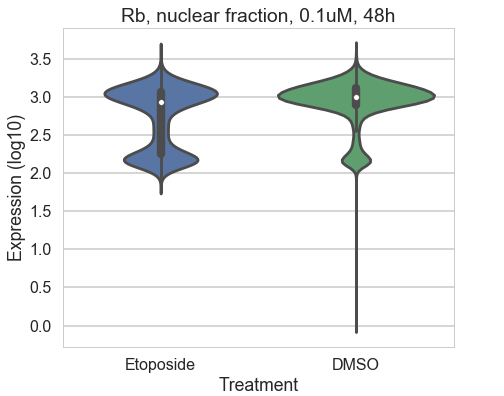 Rb, nuclear fraction, 0.1uM, 48h
Expression (log10)
3.5
3.0
2.5
2.0
1.5
1.0
0.5
0.0
Etoposide DMSO
Treatment